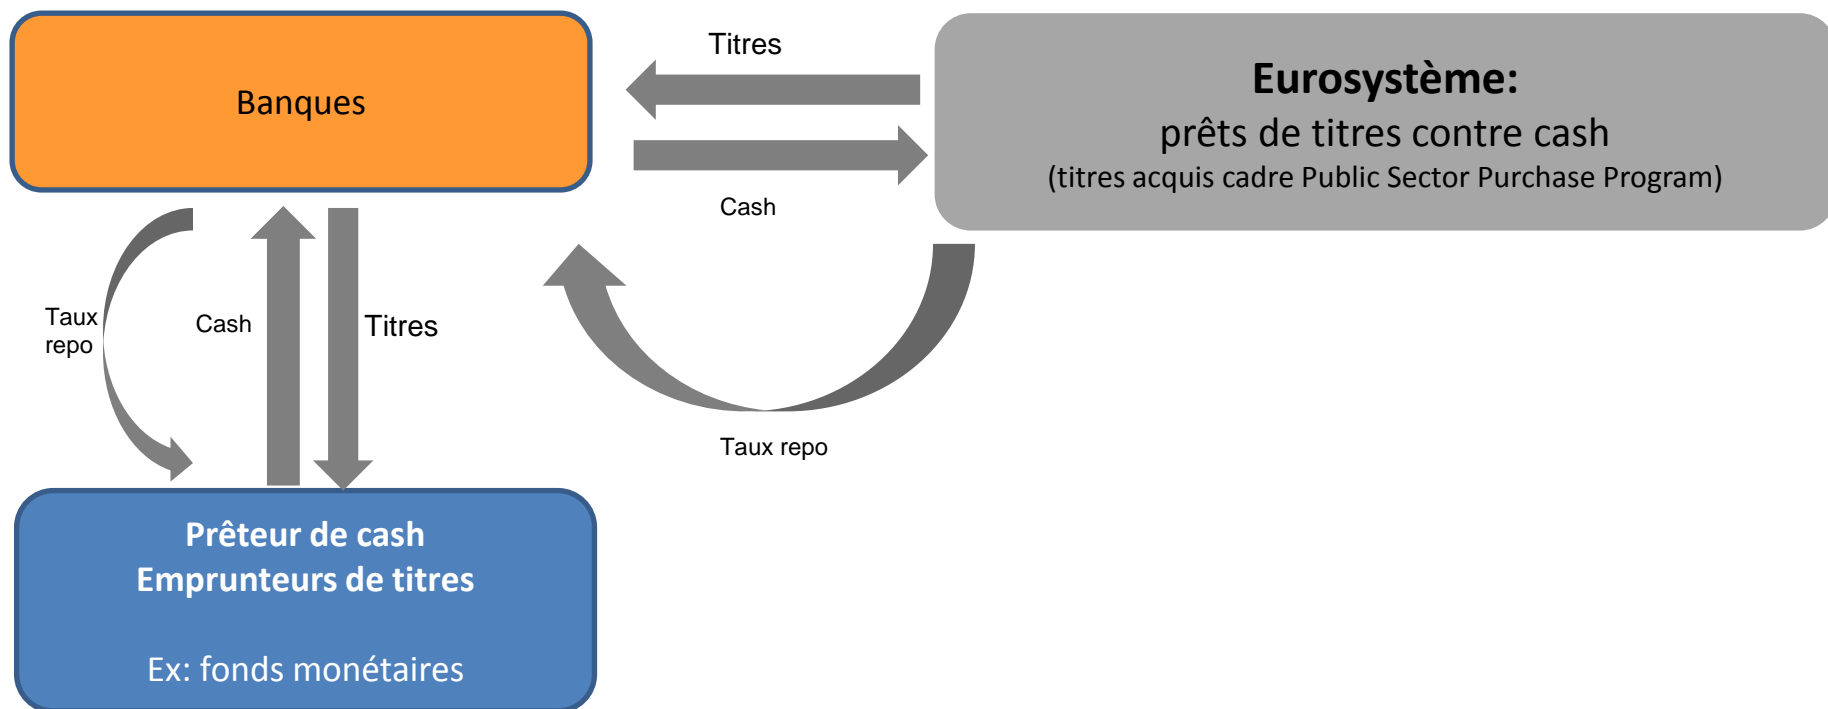 Titres
Banques
Eurosystème:
prêts de titres contre cash
(titres acquis cadre Public Sector Purchase Program)
Cash
Taux
repo
Cash
Titres
Taux repo
Prêteur de cash
Emprunteurs de titres
Ex: fonds monétaires